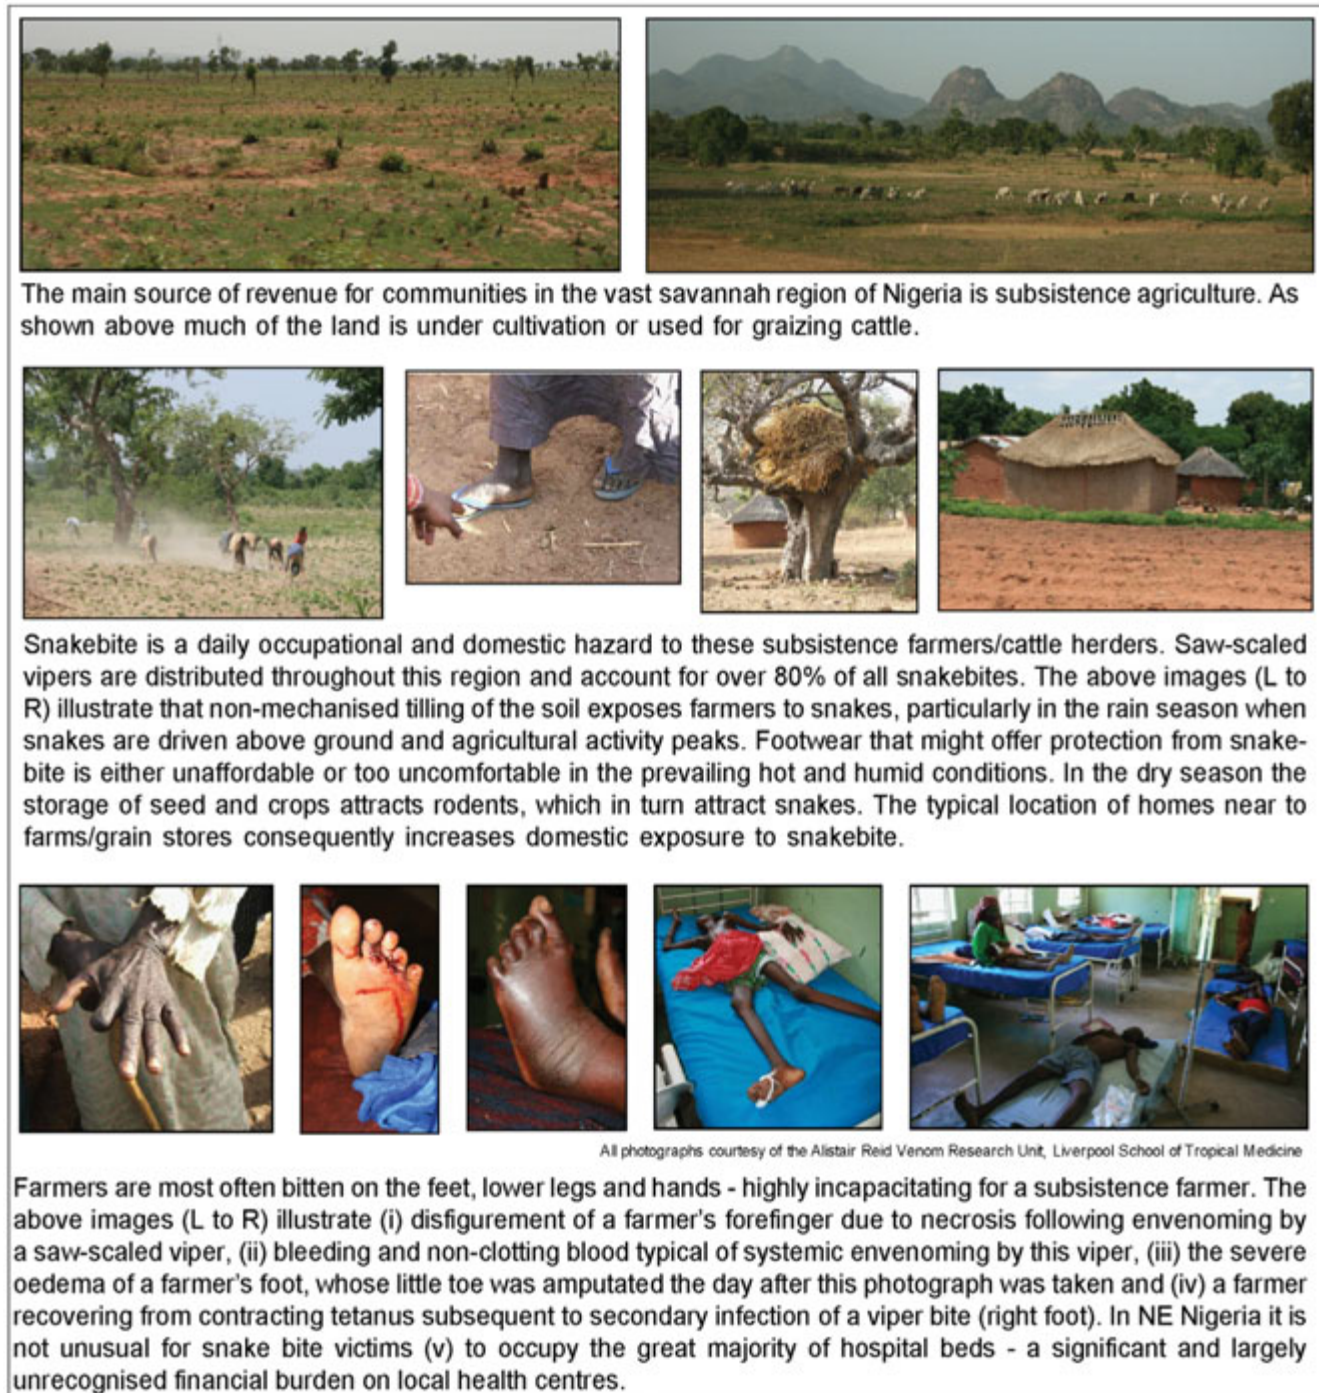 The main source of revenue for communities in the vast savannah region of Nigeria is subsistence agriculture. As
shown above much of the land is under cultivation or used for graizing cattle.
Snakebite is a daily occupational and domestic hazard to these subsistence farmers/cattle herders. Saw-scaled
vipers are distributed throughout this region and account for over 80% of all snakebites. The above images (L to
R) illustrate that non-mechanised tilling of the soil exposes farmers to snakes, particularly in the rain season when
snakes are driven above ground and agricultural activity peaks. Footwear that might offer protection from snake-
bite is either unaffordable or too uncomfortable in the prevailing hot and humid conditions. In the dry season the
storage of seed and crops attracts rodents, which in turn attract snakes. The typical location of homes near to
farms/grain stores consequently increases domestic exposure to snakebite.
All photographs courtesy of the Alistair Reid Venom Research Unit, Liverpool School of Tropical Medicine
Farmers are most often bitten on the feet, lower legs and hands - highly incapacitating for a subsistence farmer. The
above images (L to R) illustrate (i) disfigurement of a farmer's forefinger due to necrosis following envenoming by
a saw-scaled viper, (ii) bleeding and non-clotting blood typical of systemic envenoming by this viper, (iii) the severe
oedema of a farmer's foot, whose little toe was amputated the day after this photograph was taken and (iv) a farmer
recovering from contracting tetanus subsequent to secondary infection of a viper bite (right foot). In NE Nigeria it is
not unusual for snake bite victims (v) to occupy the great majority of hospital beds - a significant and largely
unrecognised financial burden on local health centres.